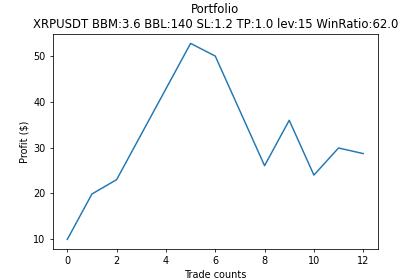 Portfolio
XRPUSDT BBM:3.6 BBL:140 SL:1.2 TP:1.0 lev:15 WinRatio:62.0
50
40
30
20
10
Profit ($)
0 2 4 6 8 10 12
Trade counts